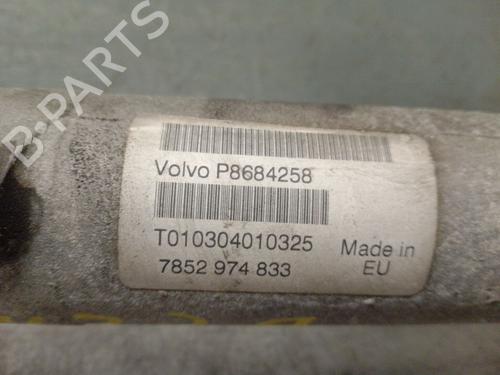 Volvo P8684258
T010304010325
Made in
EU
7852 974 833
B-PARTS